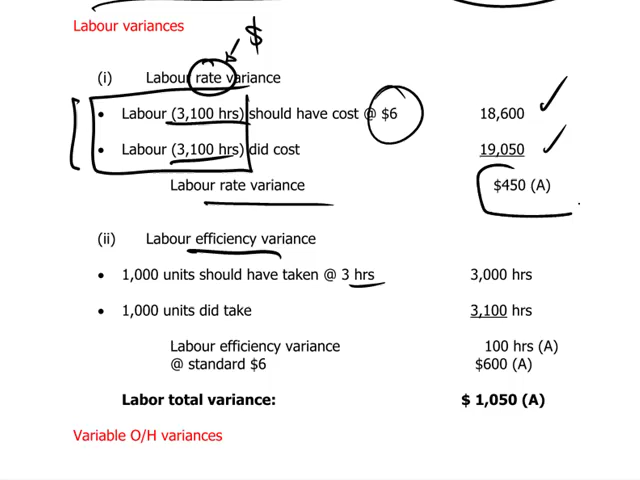 Labour variances
$
(i) Labour rate variance
• Labour (3,100 hrs) should have cost @ $6 18,600
• Labour (3,100 hrs) did cost 19,050
Labour rate variance $450 (A)
(ii) Labour efficiency variance
• 1,000 units should have taken @ 3 hrs 3,000 hrs
• 1,000 units did take 3,100 hrs
Labour efficiency variance 100 hrs (A)
@ standard $6 $600 (A)
Labor total variance: $ 1,050 (A)
Variable O/H variances